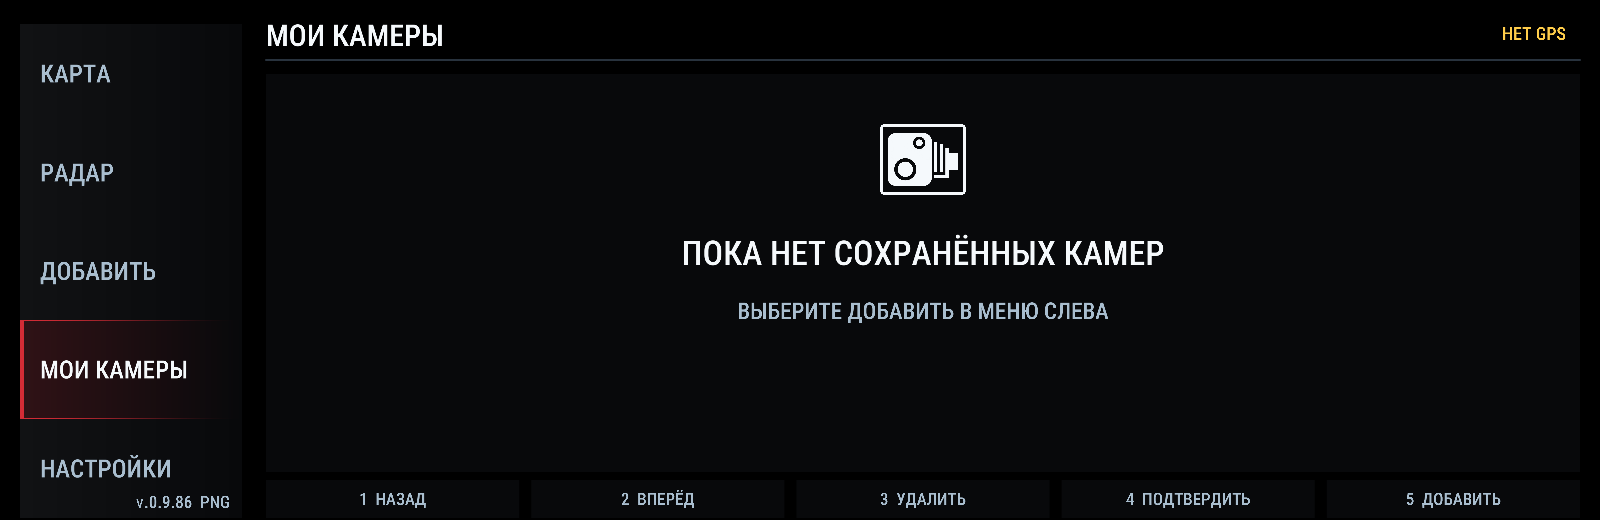 МОИ КАМЕРЫ
НЕТ GPS
КАРТА
РАДАР
ДОБАВИТЬ
МОИ КАМЕРЫ
НАСТРОЙКИ
v.0.9.86 PNG
ПОКА НЕТ СОХРАНЁННЫХ КАМЕР
ВЫБЕРИТЕ ДОБАВИТЬ В МЕНЮ СЛЕВА
1 НАЗАД
2 ВПЕРЁД
3 УДАЛИТЬ
4 ПОДТВЕРДИТЬ
5 ДОБАВИТЬ